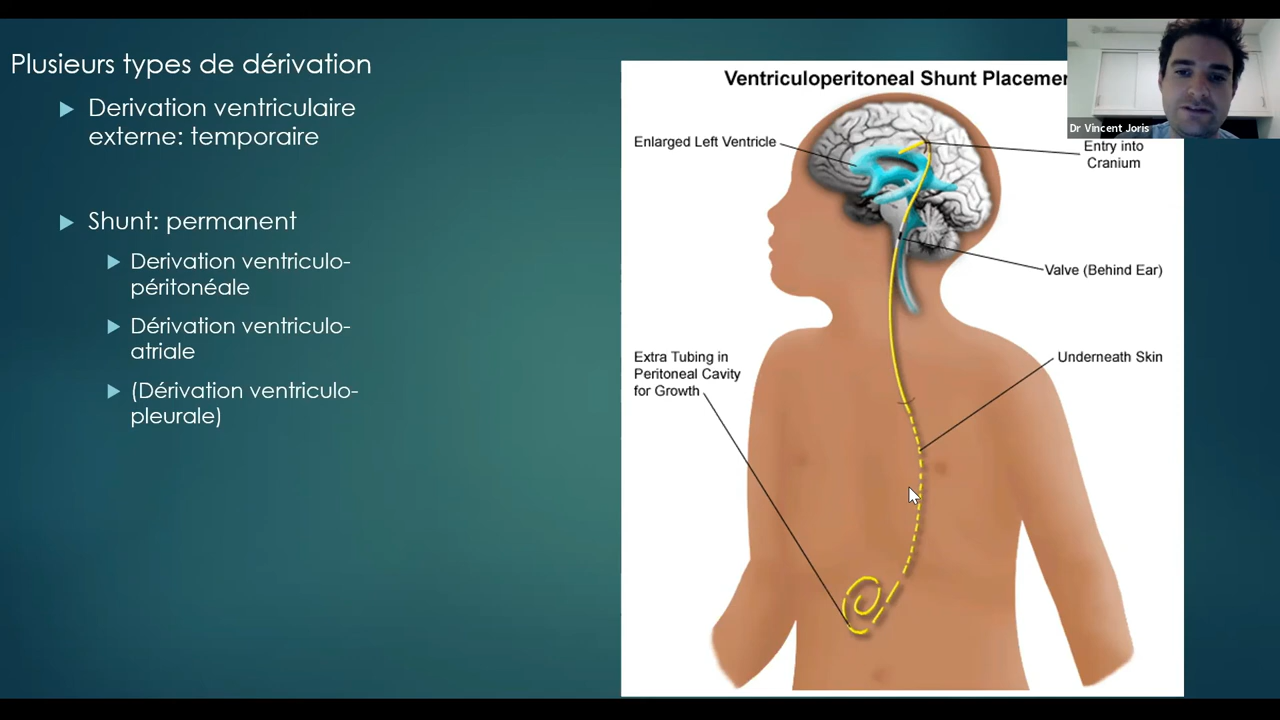 Plusieurs types de dérivation
Derivation ventriculaire
externe: temporaire
Shunt: permanent
Derivation ventriculo-
péritonéale
Dérivation ventriculo-
atriale
(Dérivation ventriculo-
pleurale)
Ventriculoperitoneal Shunt
Dr Vincent Joris
Enlarged Left Ventricle
Entry into
Cranium
Valve (Behind Ear)
Extra Tubing in
Peritoneal Cavity
for Growth
Underneath Skin